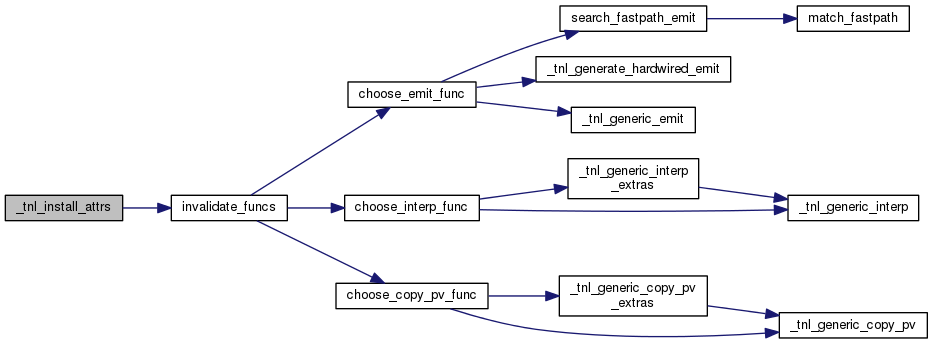 search_fastpath_emit
match_fastpath
_tnl_generate_hardwired_emit
choose_emit_func
_tnl_generic_emit
_tnl_generic_interp
_extras
_tnl_install_attrs
invalidate_funcs
choose_interp_func
_tnl_generic_interp
choose_copy_pv_func
_tnl_generic_copy_pv
_extras
_tnl_generic_copy_pv